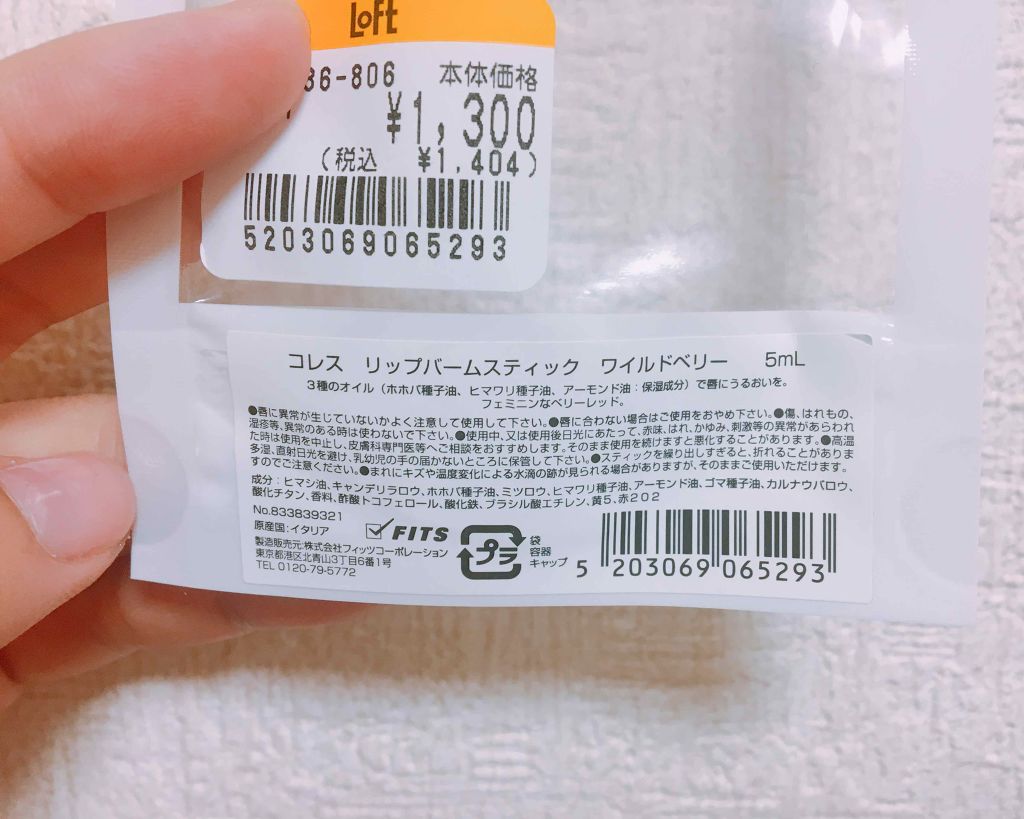 LOFT
36-806 本体価格
¥1,300
(税込 ¥1,404)
5203069065293
コレス リップバームスティック ワイルドベリー 5mL
3種のオイル(ホホバ種子油、ヒマワリ種子油、アーモンド油:保湿成分)で唇にうるおいを。
フェミニンなベリーレッド。
●唇に異常が生じていないかよく注意して使用して下さい。●唇に合わない場合はご使用をおやめ下さい。●傷、はれもの、
湿疹等、異常のある時は使わないで下さい。●使用中、又は使用後日光にあたって、赤味、はれ、かゆみ、刺激等の異常があらわれ
た時は使用を中止し、皮膚科専門医等へご相談をおすすめします。そのまま使用を続けますと悪化することがあります。●高温
多湿、直射日光を避け、乳幼児の手の届かないところに保管して下さい。●スティックを繰り出しすぎると、折れることがありま
すのでご注意ください。●まれにキズや温度変化による水滴の跡が見られる場合がありますが、そのままご使用いただけます。
成分:ヒマシ油、キャンデリラロウ、ホホバ種子油、ミツロウ、ヒマワリ種子油、アーモンド油、ゴマ種子油、カルナウバロウ、
酸化チタン、香料、酢酸トコフェロール、酸化鉄、ブラシル酸エチレン、黄5、赤202
No.833839321
原産国:イタリア
製造販売元:株式会社フィッツコーポレーション
東京都港区北青山3丁目6番1号
TEL 0120-79-5772
FITS
プラ
袋
容器
キャップ
5 203069 065293